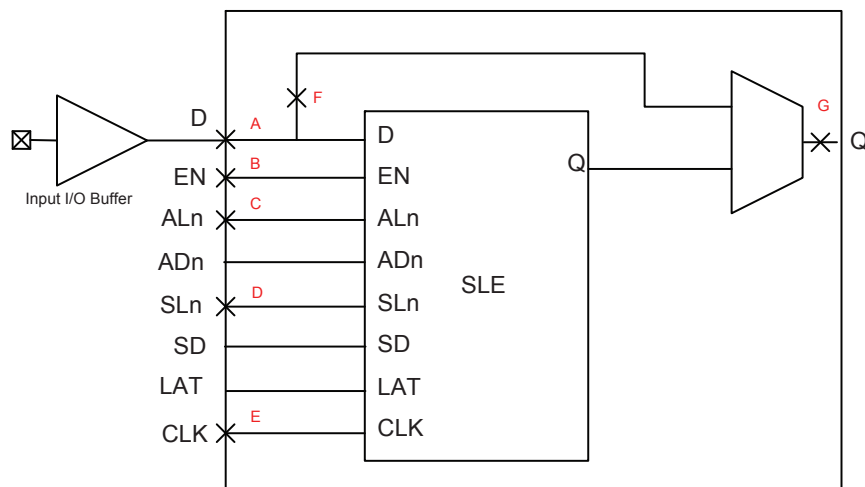 F
G
D
A
D
Q
Q
EN
B
EN
Input I/O Buffer
ALn
C
ALn
ADn
ADn
SLE
SLn
D
SLn
SD
SD
LAT
LAT
CLK
E
CLK